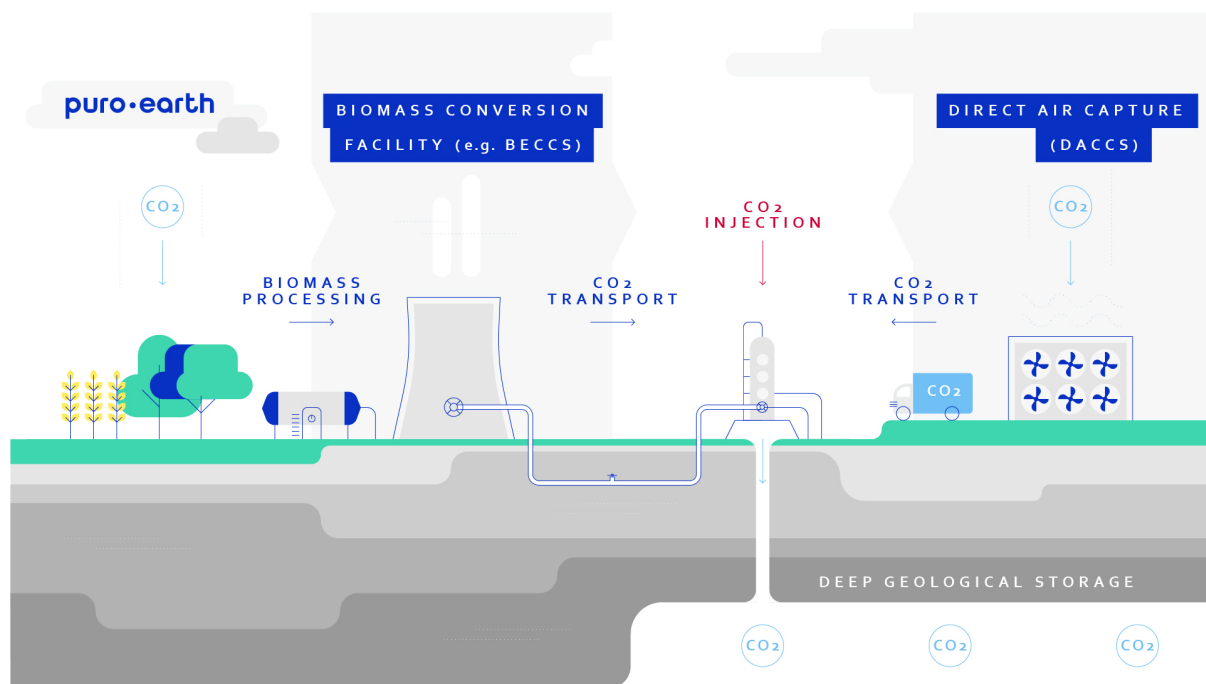 puro·earth
BIOMASS CONVERSION
FACILITY (e.g. BECCS)
DIRECT AIR CAPTURE
(DACCS)
CO2
CO2
CO2
INJECTION
BIOMASS
PROCESSING
CO2
TRANSPORT
CO2
TRANSPORT
CO2
DEEP GEOLOGICAL STORAGE
CO2
CO2
CO2